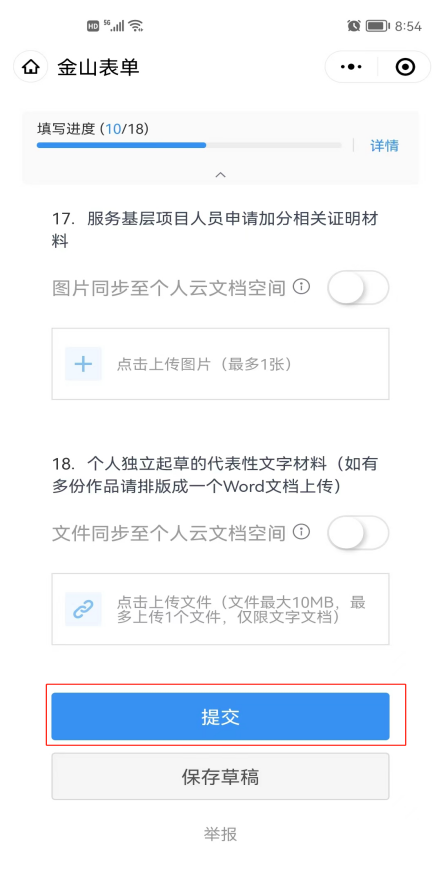 HD 5G 8:54
金山表单
填写进度 (10/18)
详情
17. 服务基层项目人员申请加分相关证明材
料
图片同步至个人云文档空间
点击上传图片（最多1张）
18. 个人独立起草的代表性文字材料（如有
多份作品请排版成一个Word文档上传）
文件同步至个人云文档空间
点击上传文件（文件最大10MB，最
多上传1个文件，仅限文字文档）
提交
保存草稿
举报